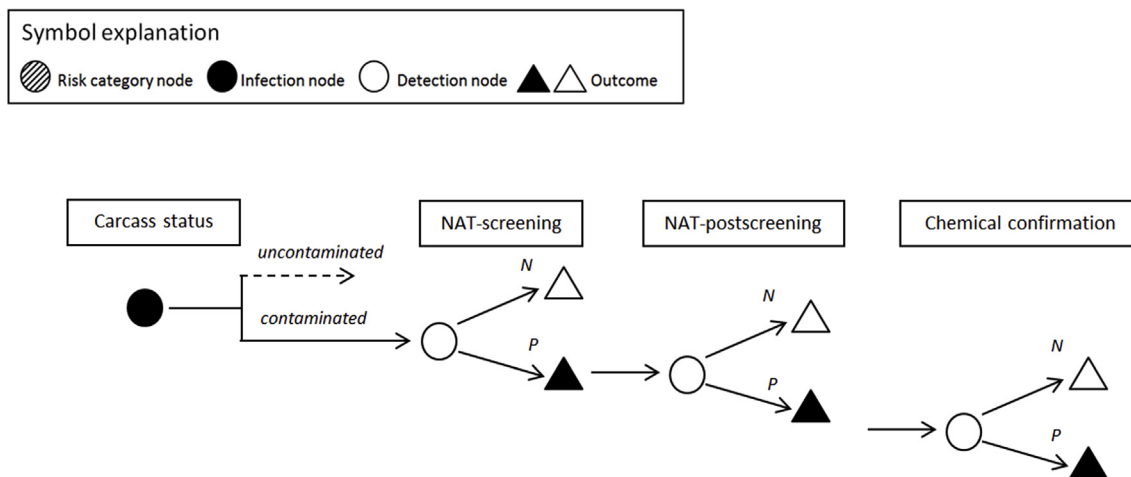 Symbol explanation
Risk category node Infection node Detection node Outcome
Carcass status NAT-screening NAT-postscreening Chemical confirmation
uncontaminated
N
N
contaminated
P
N
P
P